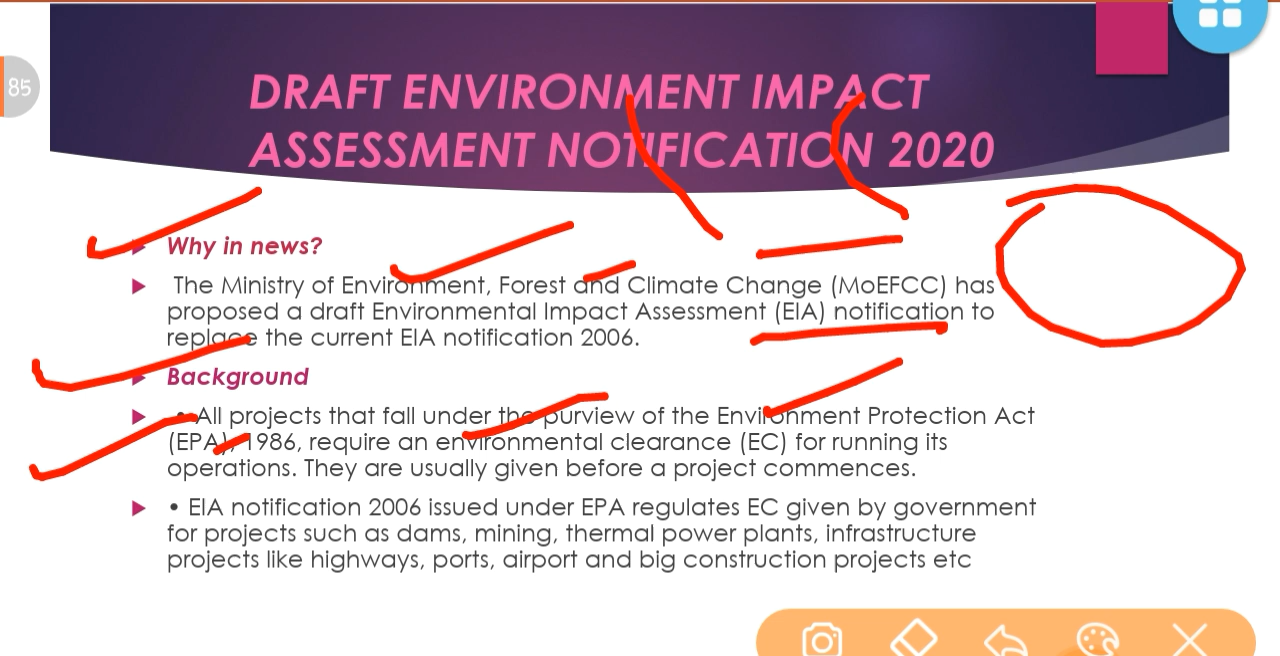 85
DRAFT ENVIRONMENT IMPACT
ASSESSMENT NOTIFICATION 2020
Why in news?
The Ministry of Environment, Forest and Climate Change (MoEFCC) has
proposed a draft Environmental Impact Assessment (EIA) notification to
replace the current EIA notification 2006.
Background
• All projects that fall under the purview of the Environment Protection Act
(EPA), 1986, require an environmental clearance (EC) for running its
operations. They are usually given before a project commences.
• EIA notification 2006 issued under EPA regulates EC given by government
for projects such as dams, mining, thermal power plants, infrastructure
projects like highways, ports, airport and big construction projects etc